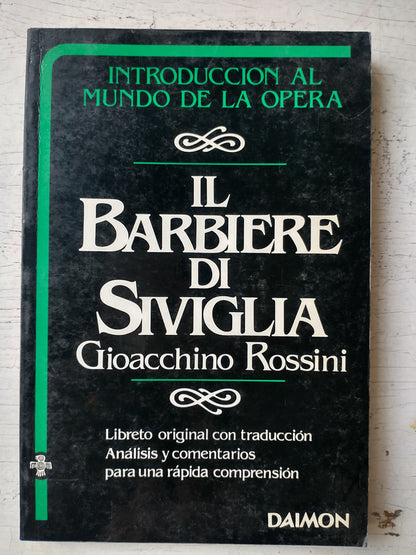 INTRODUCCION AL
MUNDO DE LA OPERA
IL
BARBIERE
DI
SIVIGLIA
Gioacchino Rossini
Libreto original con traducción
Análisis y comentarios
para una rápida comprensión
DAIMON